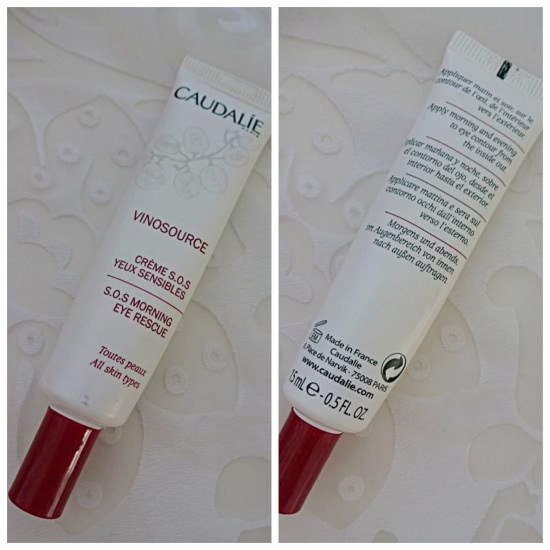 CAUDALIE
PARIS
VINOSOURCE
CRÈME S.O.S
YEUX SENSIBLES
S.O.S MORNING
EYE RESCUE
Toutes peaux
All skin types
Appliquer matin et soir sur le
contour de l'œil, de l'intérieur
vers l'extérieur.
Apply morning and evening
to eye contour from
the inside out.
Aplicar mañana y noche, sobre
el contorno del ojo, desde el
interior hasta el exterior.
Applicare mattina e sera sul
contorno occhi dall'interno
verso l'esterno.
Morgens und abends,
im Augenbereich von innen
nach außen auftragen.
Made in France
Caudalie
Place de Narvik - 75008 PARIS
www.caudalie.com
15 mL e - 0.5 FL. OZ.